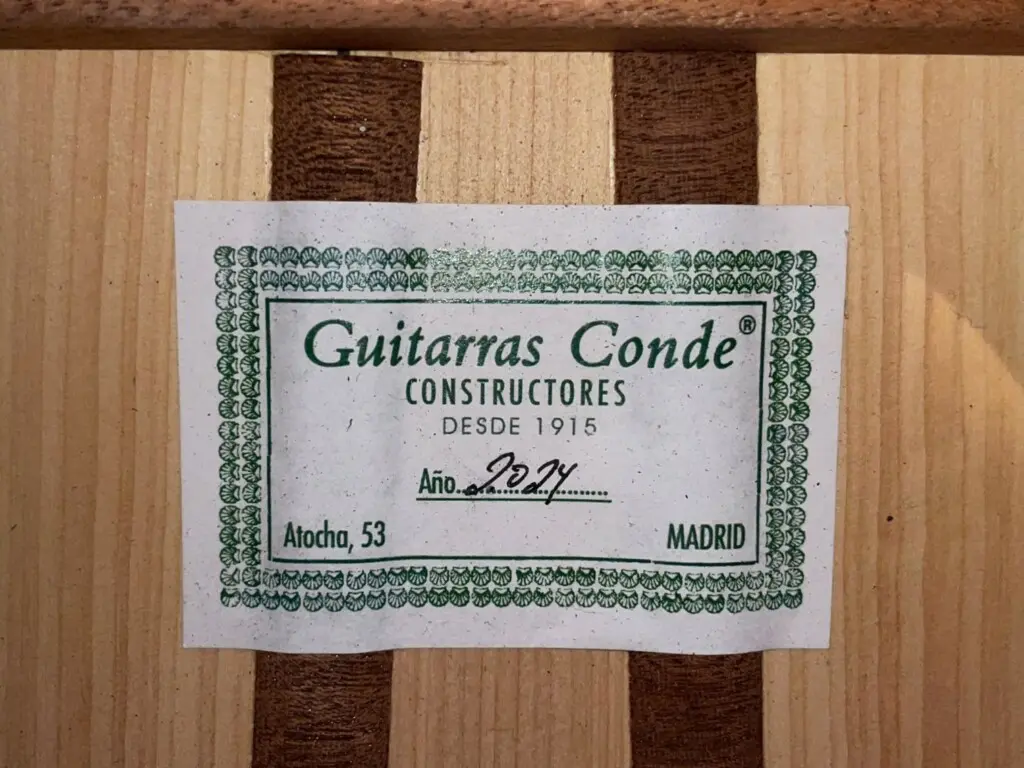 Guitarras Conde®
CONSTRUCTORES
DESDE 1915
Año 2024
Atocha, 53 MADRID